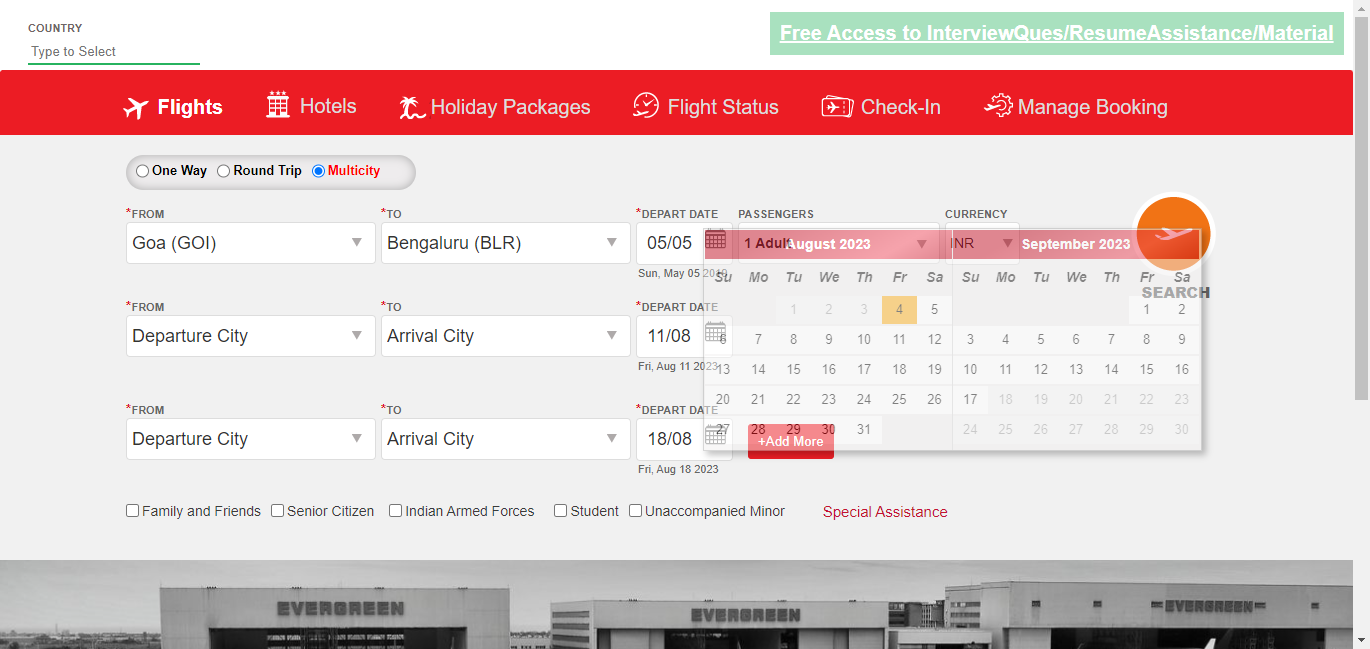 COUNTRY
Type to Select
Free Access to InterviewQues/ResumeAssistance/Material
Flights
Hotels
Holiday Packages
Flight Status
Check-In
Manage Booking
One Way
Round Trip
Multicity
*FROM
*TO
*DEPART DATE
PASSENGERS
CURRENCY
Goa (GOI)
Bengaluru (BLR)
05/05
1 Adult
INR
Sun, May 05 2019
SEARCH
August 2023
September 2023
Su Mo Tu We Th Fr Sa
Su Mo Tu We Th Fr Sa
1 2 3 4 5
1 2
6 7 8 9 10 11 12
3 4 5 6 7 8 9
13 14 15 16 17 18 19
10 11 12 13 14 15 16
20 21 22 23 24 25 26
17 18 19 20 21 22 23
27 28 29 30 31
24 25 26 27 28 29 30
*FROM
*TO
*DEPART DATE
Departure City
Arrival City
11/08
Fri, Aug 11 2023
*FROM
*TO
*DEPART DATE
Departure City
Arrival City
18/08
+Add More
Fri, Aug 18 2023
Family and Friends
Senior Citizen
Indian Armed Forces
Student
Unaccompanied Minor
Special Assistance
EVERGREEN
EVERGREEN
EVERGREEN